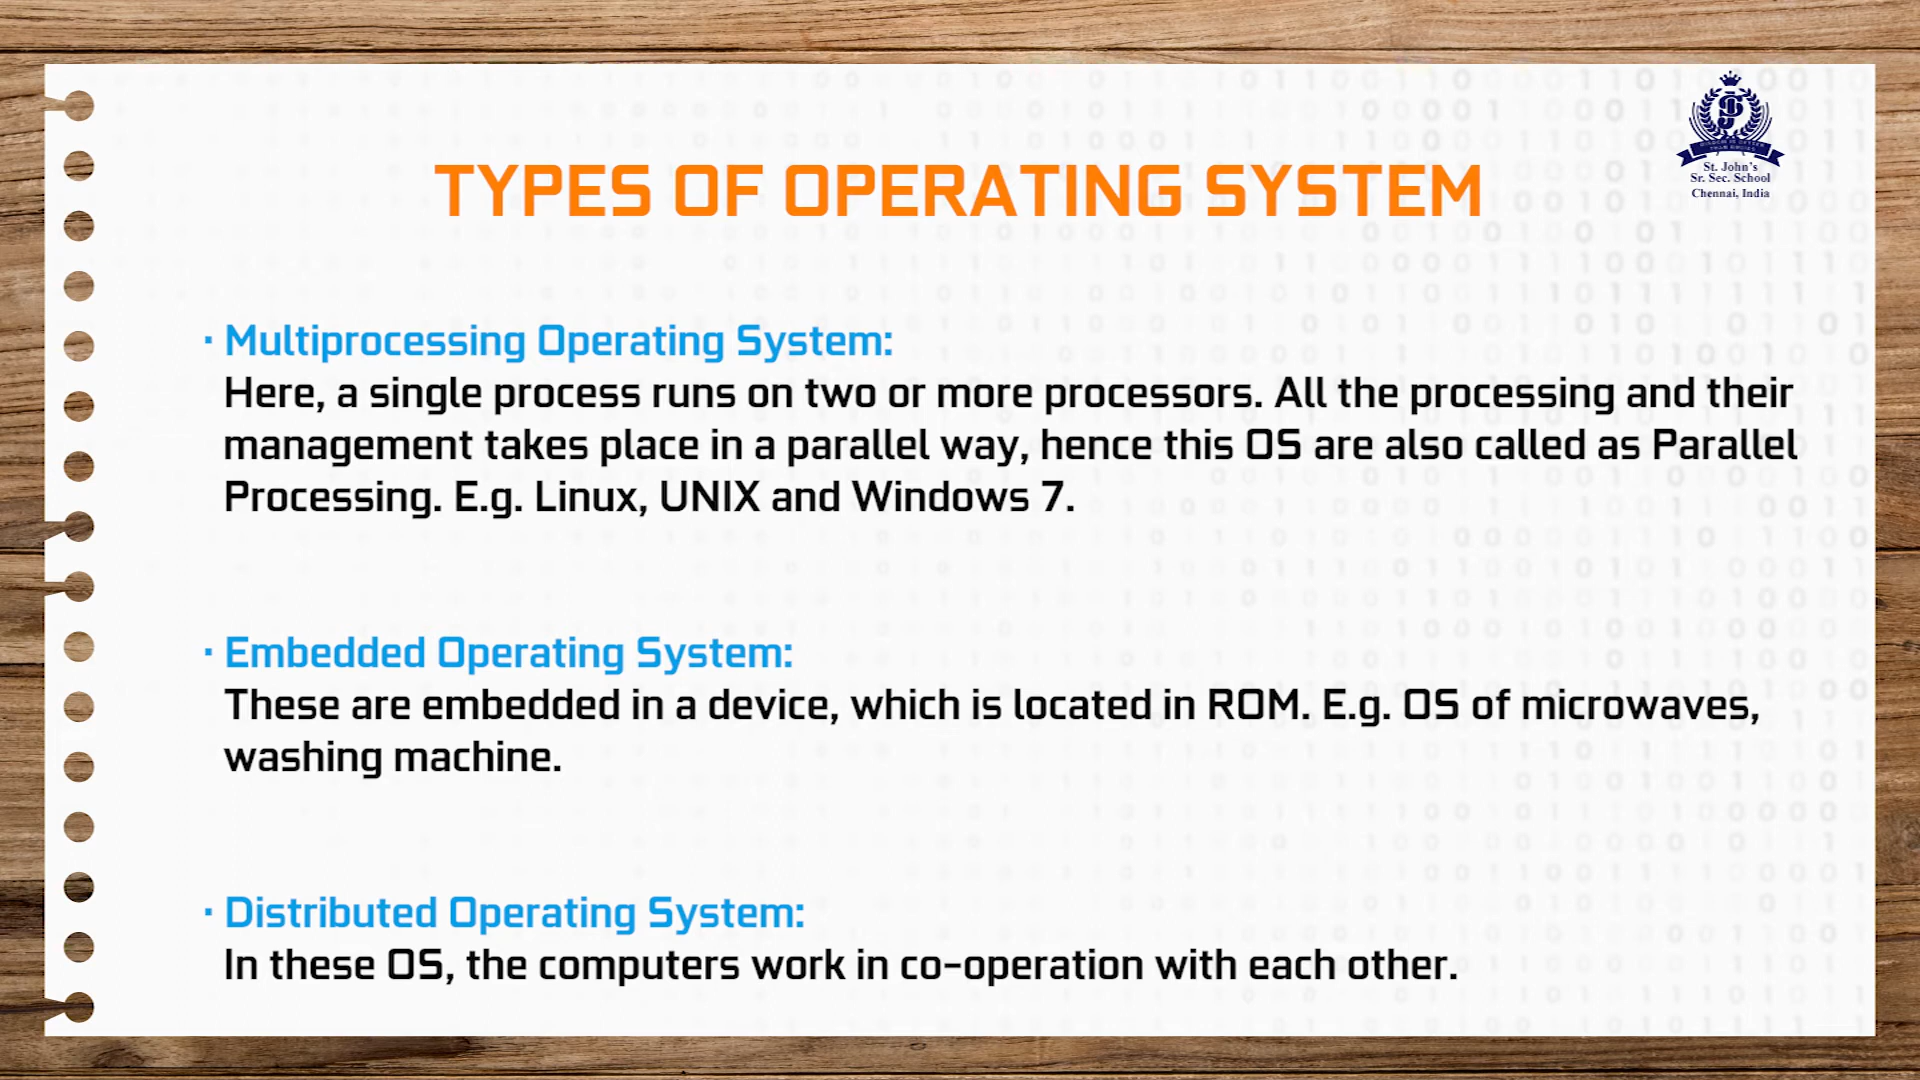 St. John's
Sr. Sec. School
Chennai, India
TYPES OF OPERATING SYSTEM
· Multiprocessing Operating System:
Here, a single process runs on two or more processors. All the processing and their
management takes place in a parallel way, hence this OS are also called as Parallel
Processing. E.g. Linux, UNIX and Windows 7.
· Embedded Operating System:
These are embedded in a device, which is located in ROM. E.g. OS of microwaves,
washing machine.
· Distributed Operating System:
In these OS, the computers work in co-operation with each other.